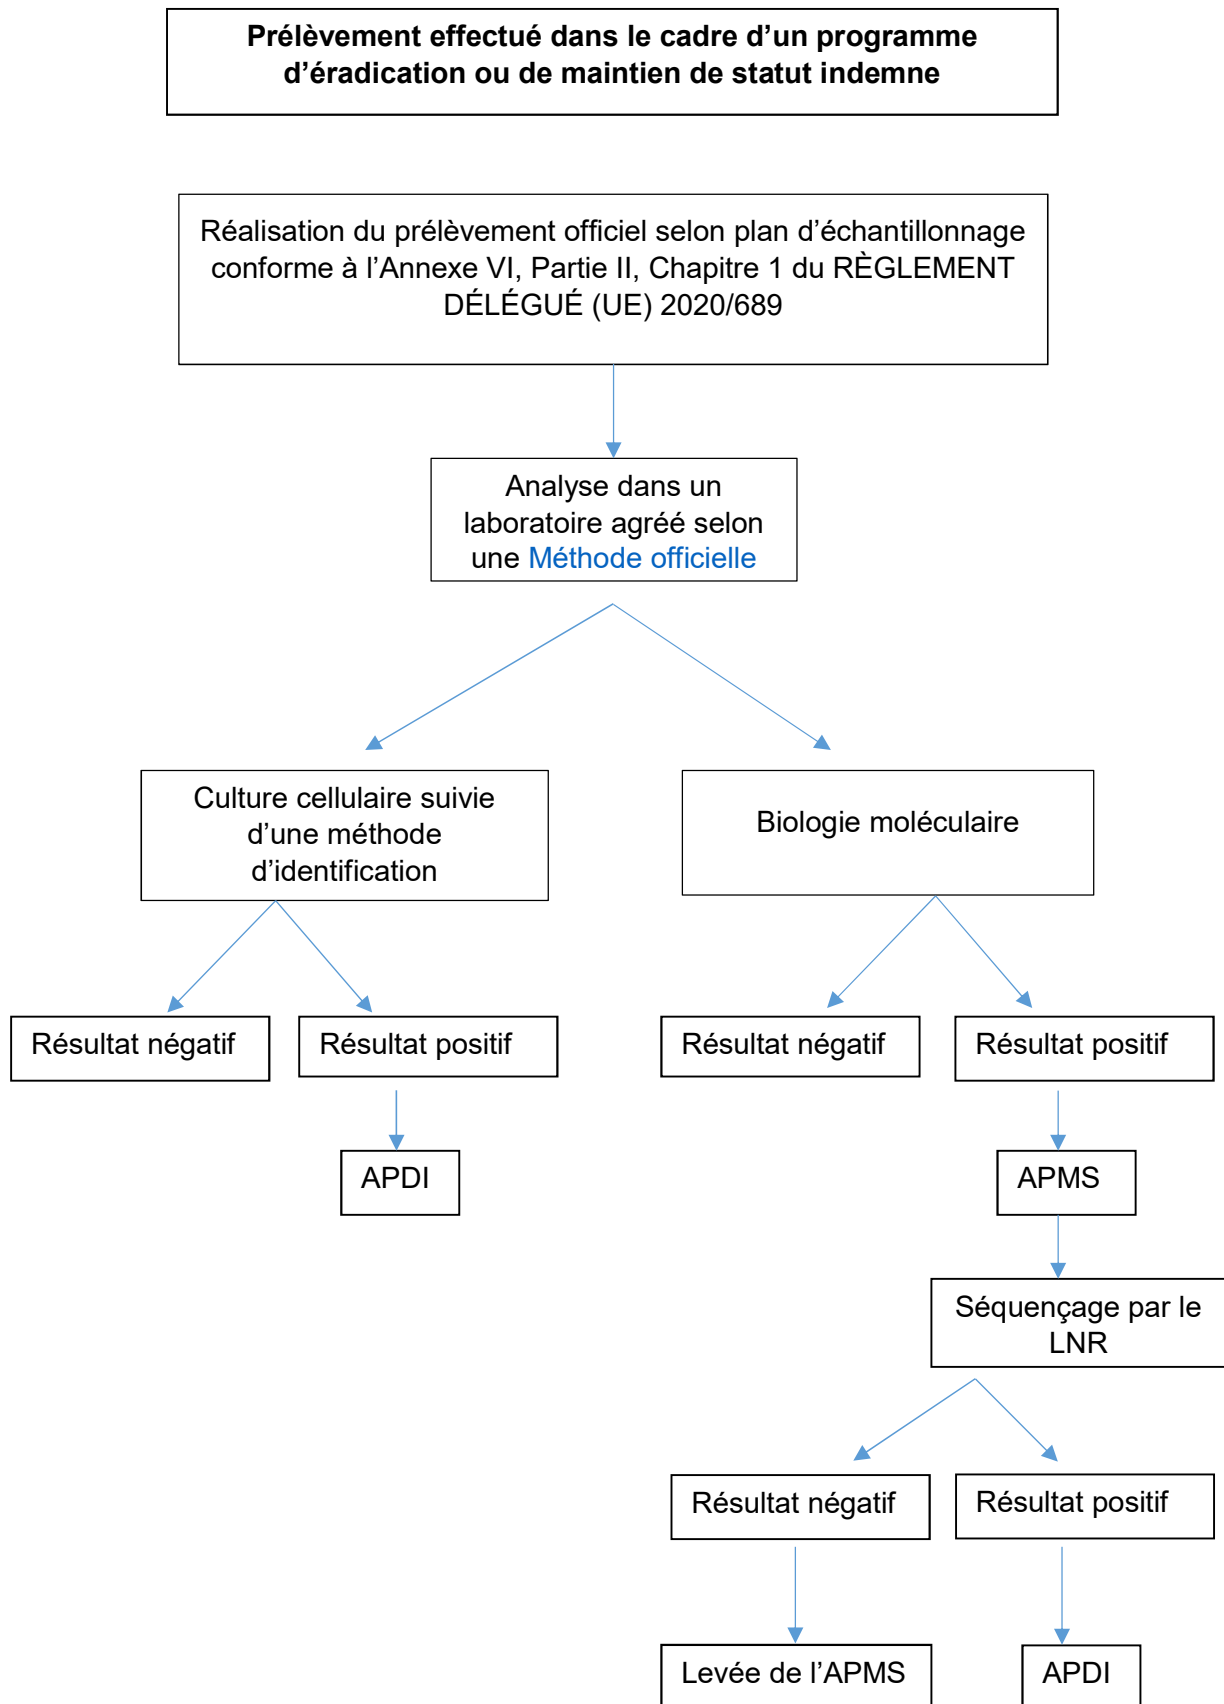 Prélèvement effectué dans le cadre d’un programme
d’éradication ou de maintien de statut indemne
Réalisation du prélèvement officiel selon plan d’échantillonnage
conforme à l’Annexe VI, Partie II, Chapitre 1 du RÈGLEMENT
DÉLÉGUÉ (UE) 2020/689
Analyse dans un
laboratoire agréé selon
une Méthode officielle
Culture cellulaire suivie
d’une méthode
d’identification
Biologie moléculaire
Résultat négatif
Résultat positif
Résultat négatif
Résultat positif
APDI
APMS
Séquençage par le
LNR
Résultat négatif
Résultat positif
Levée de l’APMS
APDI